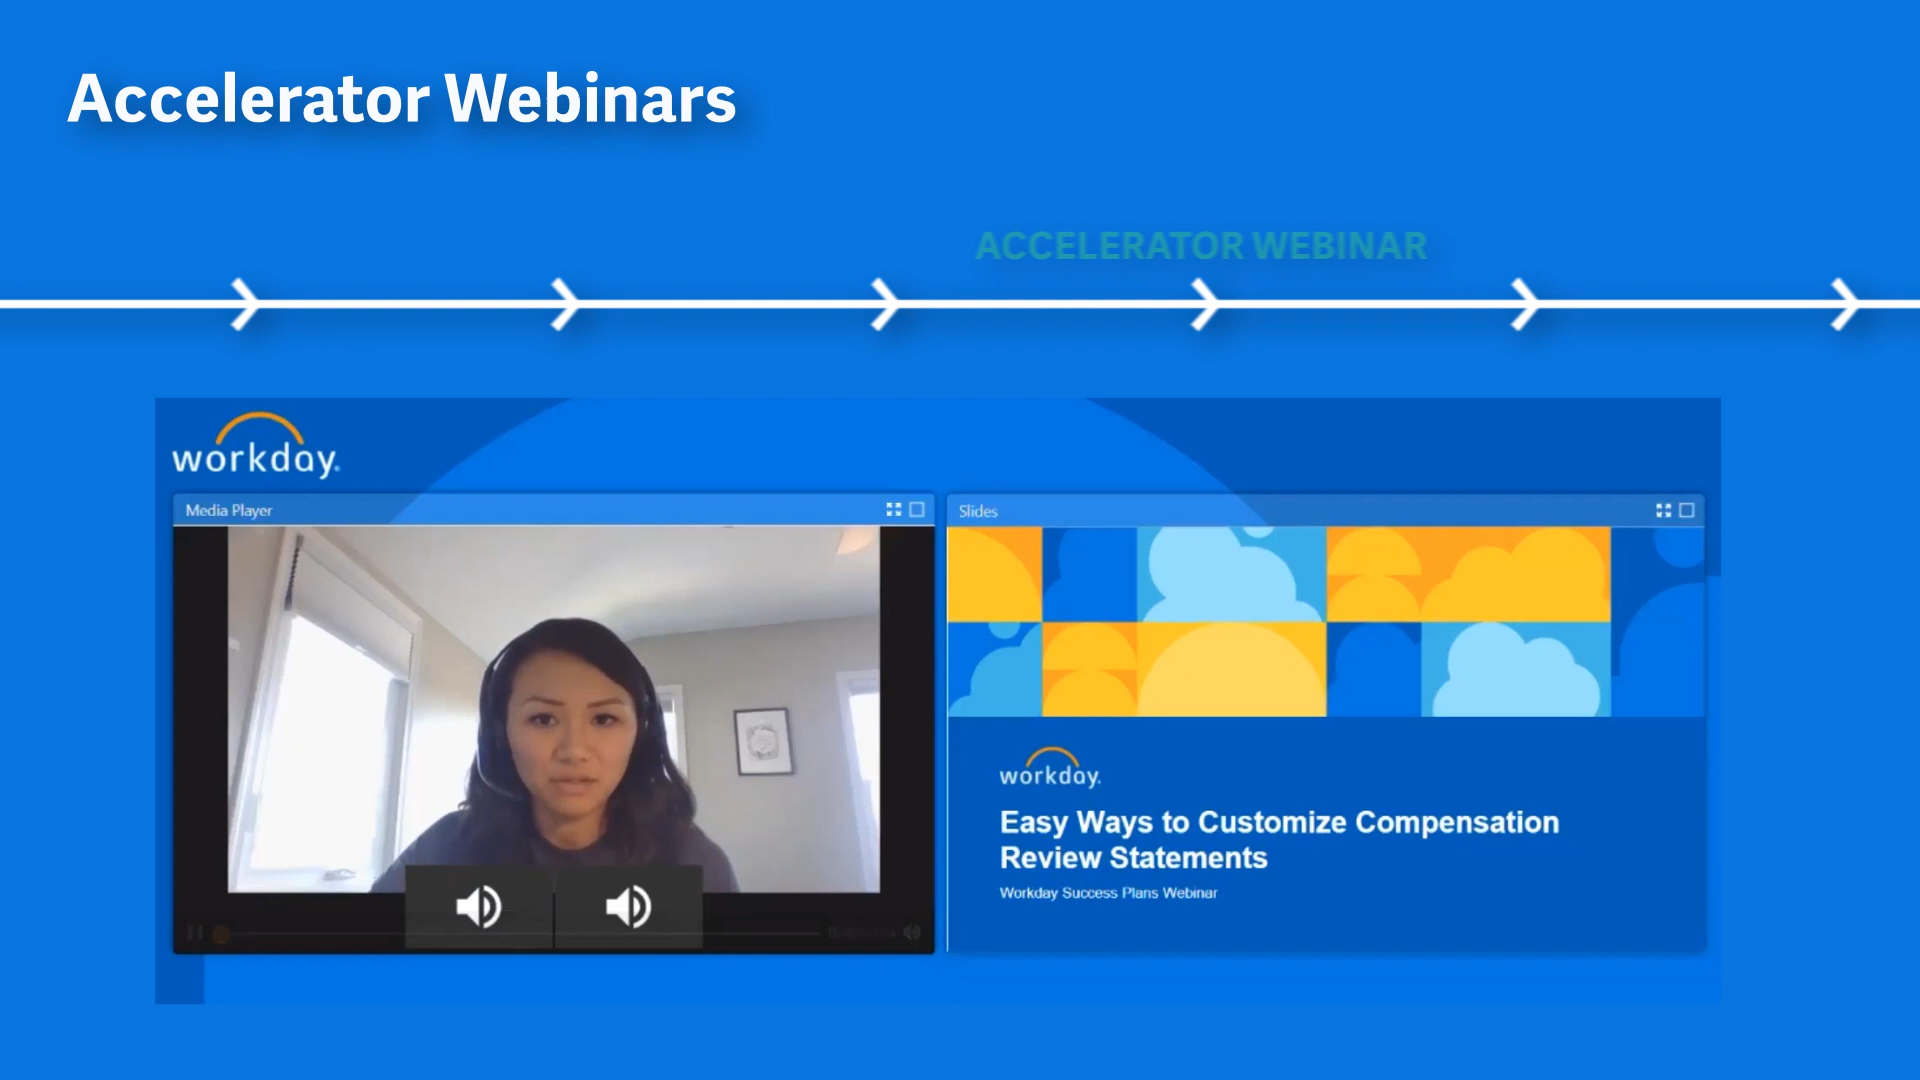 Accelerator Webinars
ACCELERATOR WEBINAR
workday.
Media Player
Slides
workday.
Easy Ways to Customize Compensation
Review Statements
Workday Success Plans Webinar